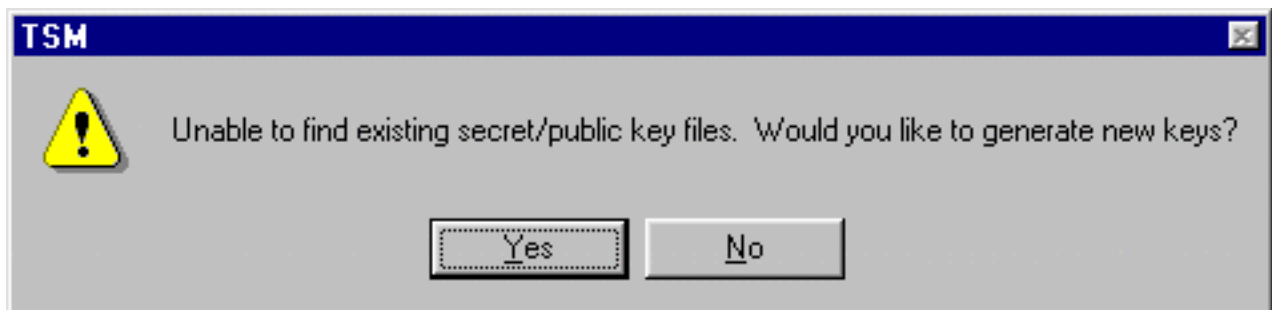 TSM
Unable to find existing secret/public key files.  Would you like to generate new keys?
Yes
No